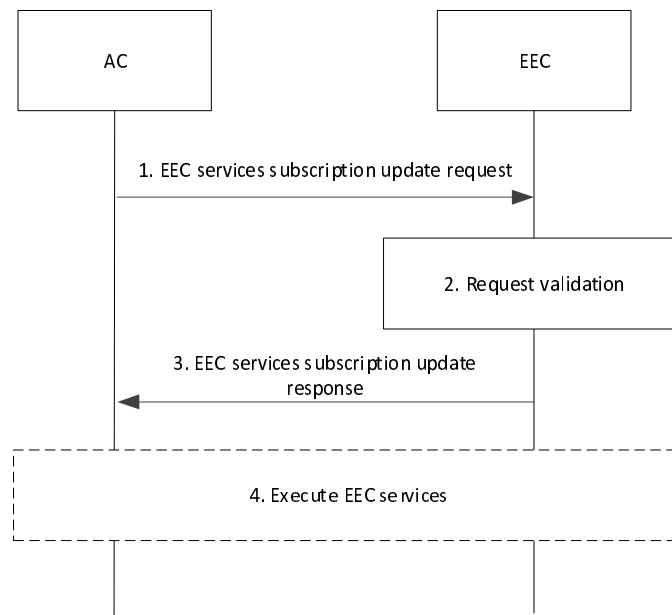 AC
EEC
1. EEC services subscription update request
2. Request validation
3. EEC services subscription update
response
4. Execute EEC services